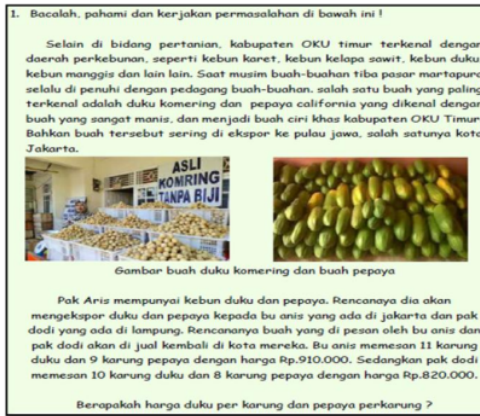 1. Bacalah, pahami dan kerjakan permasalahan di bawah ini !
Selain di bidang pertanian, kabupaten OKU timur terkenal dengan
daerah perkebunan, seperti kebun karet, kebun kelapa sawit, kebun duku
kebun manggis dan lain lain. Saat musim buah-buahan tiba pasar martapura
selalu di penuhi dengan pedagang buah-buahan. salah satu buah yang paling
terkenal adalah duku komering dan pepaya california yang dikenal dengan
buah yang sangat manis, dan menjadi buah ciri khas kabupaten OKU Timur
Bahkan buah tersebut sering di ekspor ke pulau jawa, salah satunya kota
Jakarta.
ASLI
KOMRING
TANPA BIJI
Gambar buah duku komering dan buah pepaya
Pak Aris mempunyai kebun duku dan pepaya. Rencanaya dia akan
mengekspor duku dan pepaya kepada bu anis yang ada di jakarta dan pak
dodi yang ada di lampung. Rencananya buah yang di pesan oleh bu anis dan
pak dodi akan di jual kembali di kota mereka. Bu anis memesan 11 karung
duku dan 9 karung pepaya dengan harga Rp.910.000. Sedangkan pak dodi
memesan 10 karung duku dan 8 karung pepaya dengan harga Rp.820.000.
Berapakah harga duku per karung dan pepaya perkarung ?